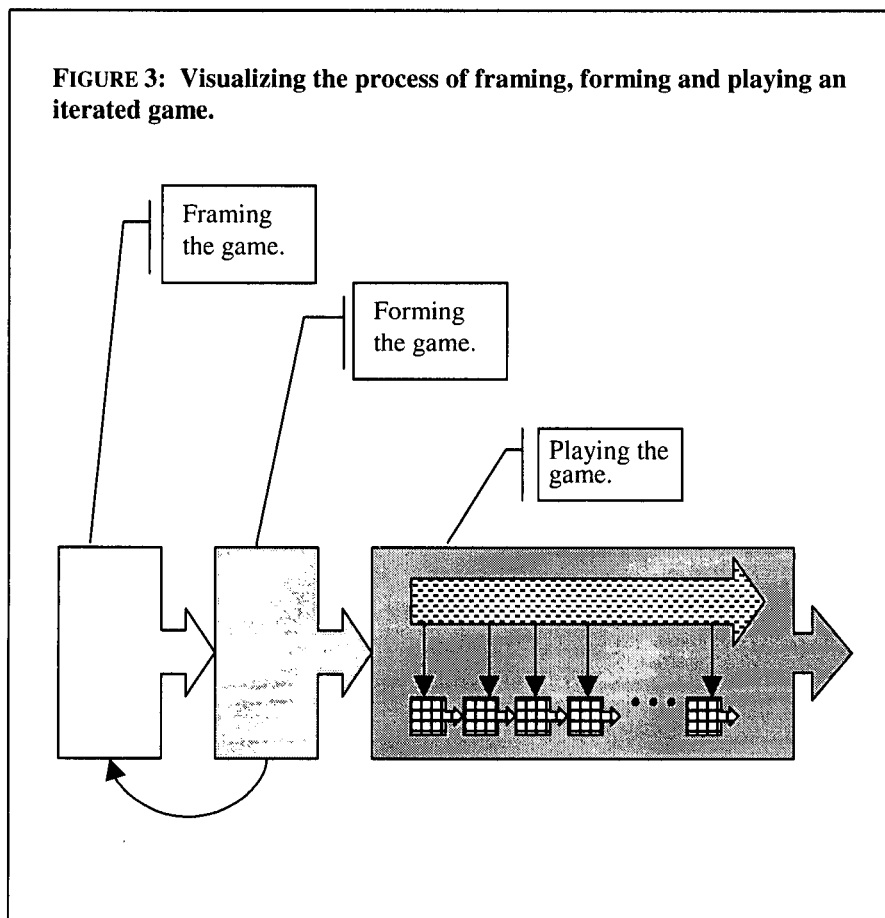 FIGURE 3: Visualizing the process of framing, forming and playing an
iterated game.
Framing
the game.
Forming
the game.
Playing the
game.